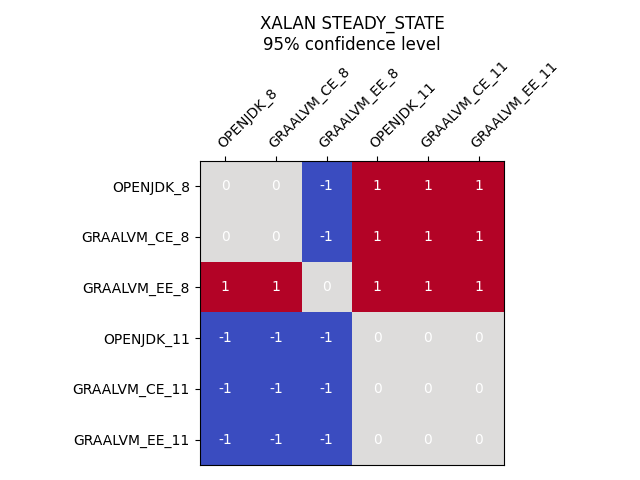 XALAN STEADY_STATE
95% confidence level
OPENJDK_8 GRAALVM_CE_8 GRAALVM_EE_8 OPENJDK_11 GRAALVM_CE_11 GRAALVM_EE_11
OPENJDK_8 0 0 -1 1 1 1
GRAALVM_CE_8 0 0 -1 1 1 1
GRAALVM_EE_8 1 1 0 1 1 1
OPENJDK_11 -1 -1 -1 0 0 0
GRAALVM_CE_11 -1 -1 -1 0 0 0
GRAALVM_EE_11 -1 -1 -1 0 0 0